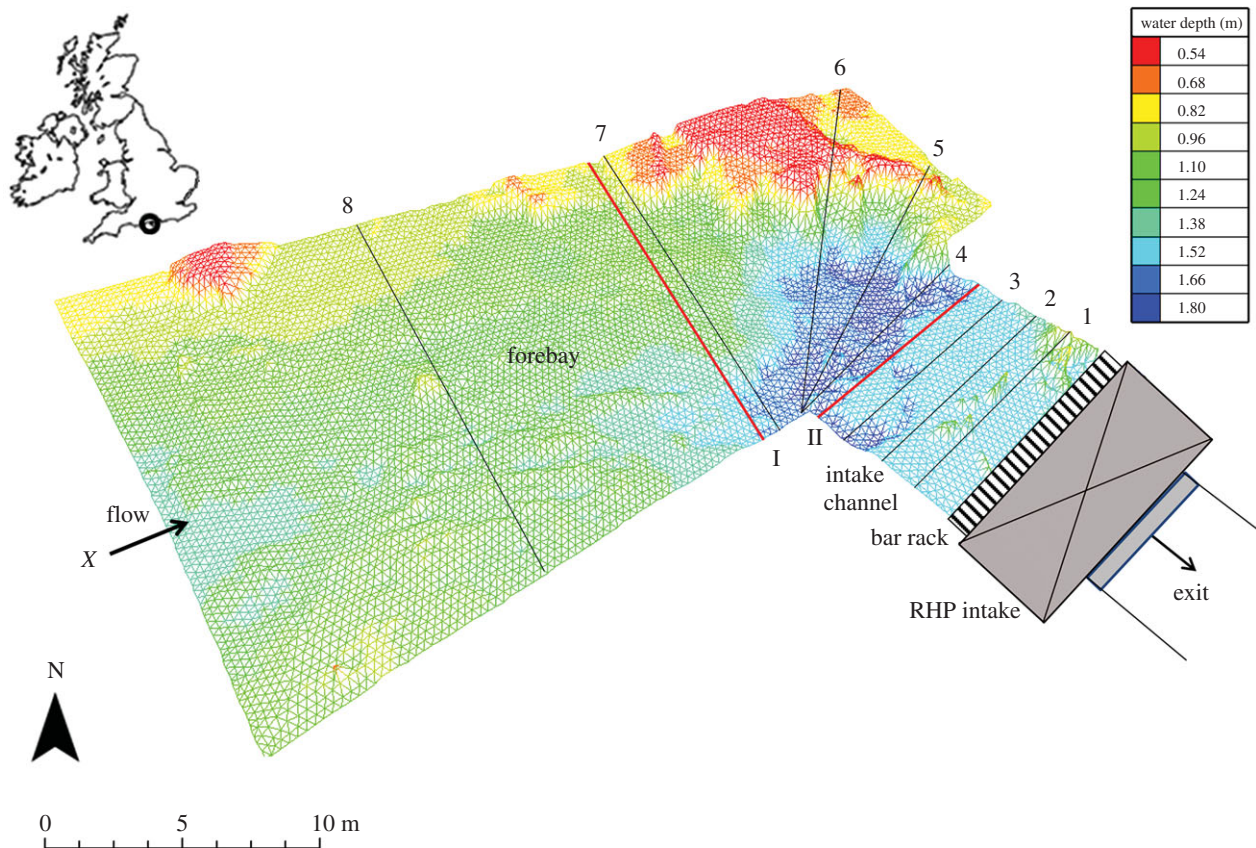 water depth (m)
0.54
0.68
0.82
0.96
1.10
1.24
1.38
1.52
1.66
1.80
6
7
5
8
4
3
2
1
forebay
I
II
intake
channel
flow
X
bar rack
exit
RHP intake
N
0 5 10 m